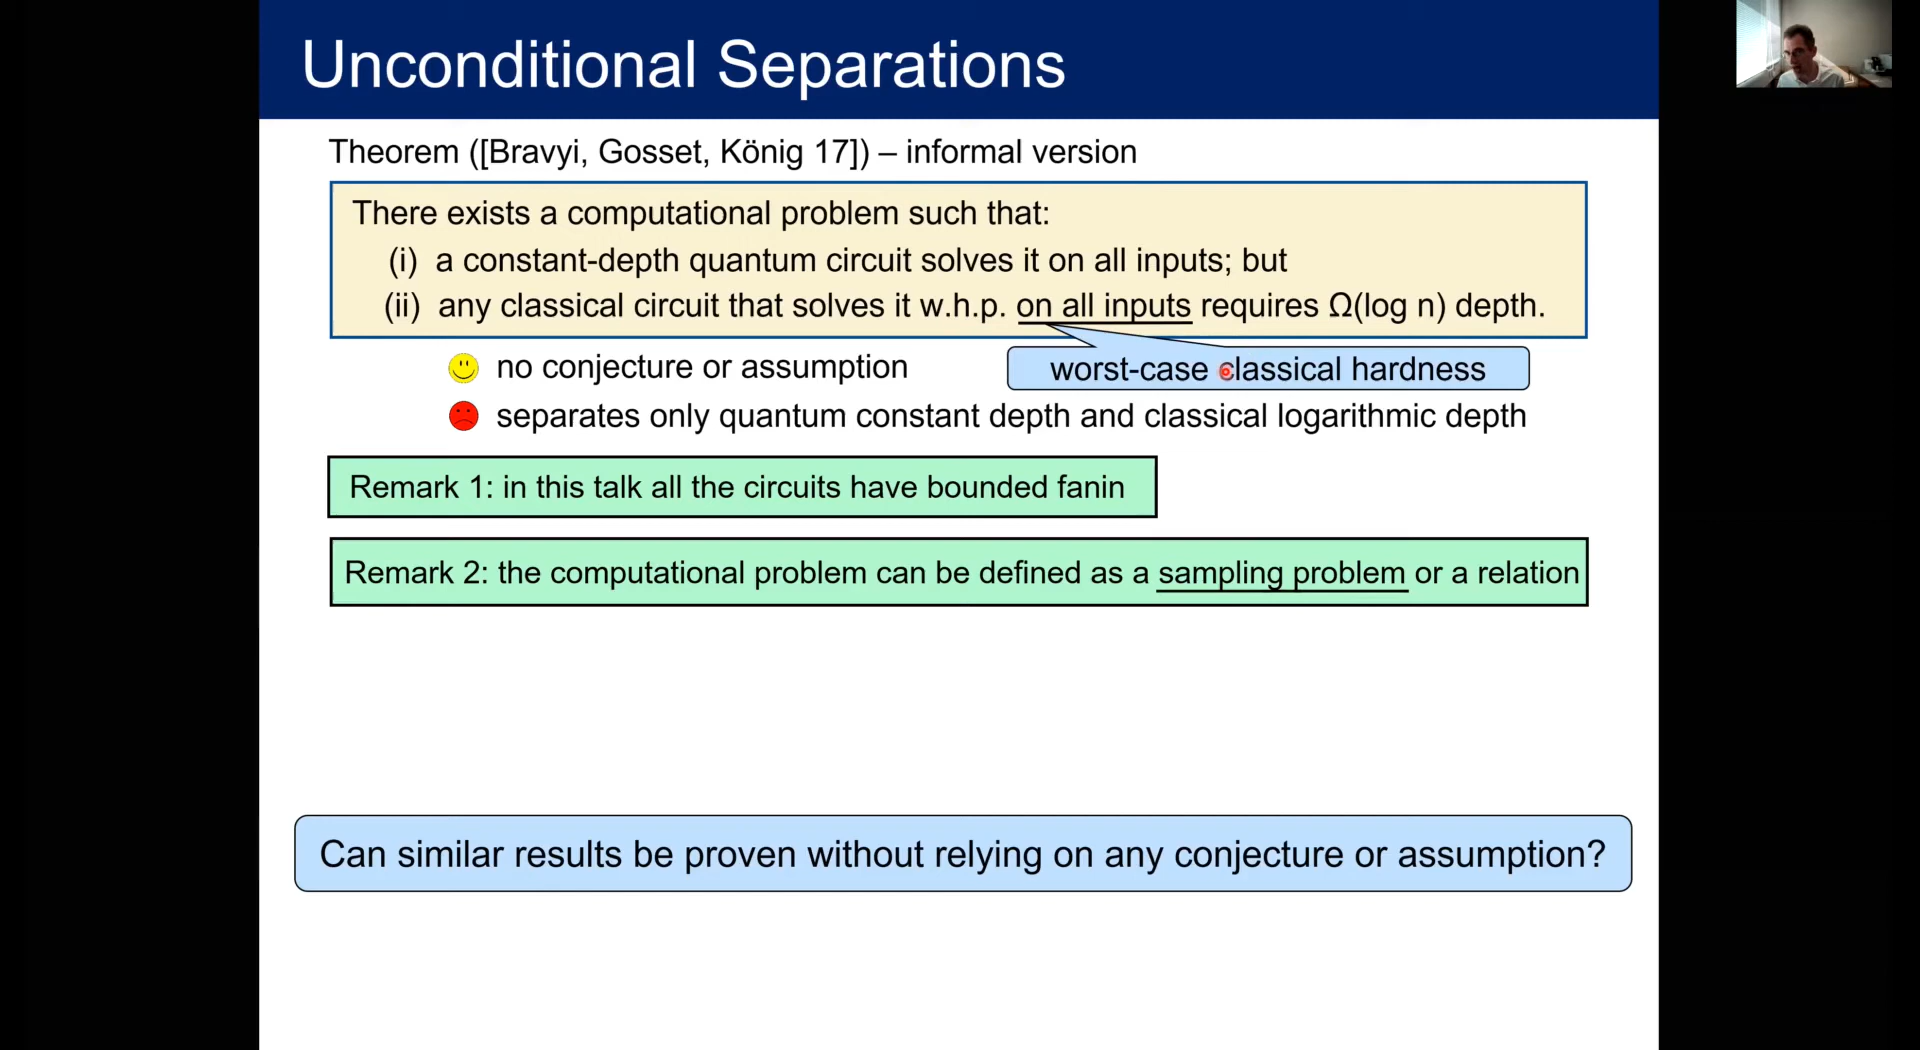 Unconditional Separations
Theorem ([Bravyi, Gosset, König 17]) – informal version
There exists a computational problem such that:
(i) a constant-depth quantum circuit solves it on all inputs; but
(ii) any classical circuit that solves it w.h.p. on all inputs requires Ω(log n) depth.
no conjecture or assumption
worst-case classical hardness
separates only quantum constant depth and classical logarithmic depth
Remark 1: in this talk all the circuits have bounded fanin
Remark 2: the computational problem can be defined as a sampling problem or a relation
Can similar results be proven without relying on any conjecture or assumption?